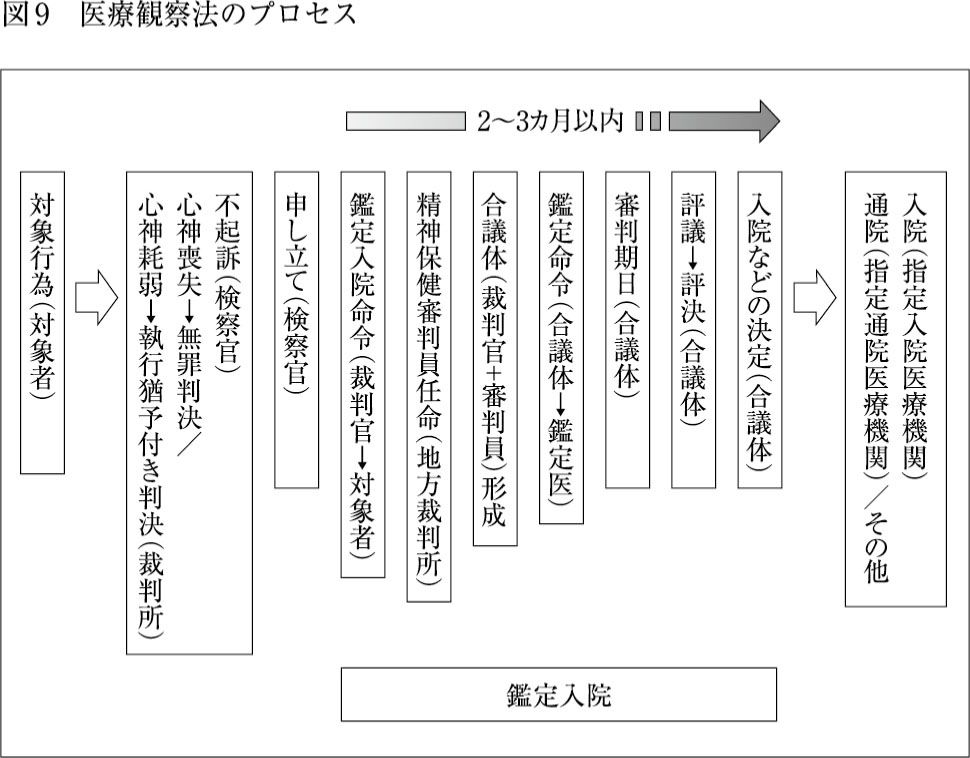 図9　医療観察法のプロセス
2〜3カ月以内
対象行為（対象者）
不起訴（検察官）
心神喪失→無罪判決／
心神耗弱→執行猶予付き判決（裁判所）
申し立て（検察官）
鑑定入院命令（裁判官→対象者）
精神保健審判員任命（地方裁判所）
合議体（裁判官＋審判員）形成
鑑定命令（合議体→鑑定医）
審判期日（合議体）
評議→評決（合議体）
入院などの決定（合議体）
入院（指定入院医療機関）
通院（指定通院医療機関）／その他
鑑定入院